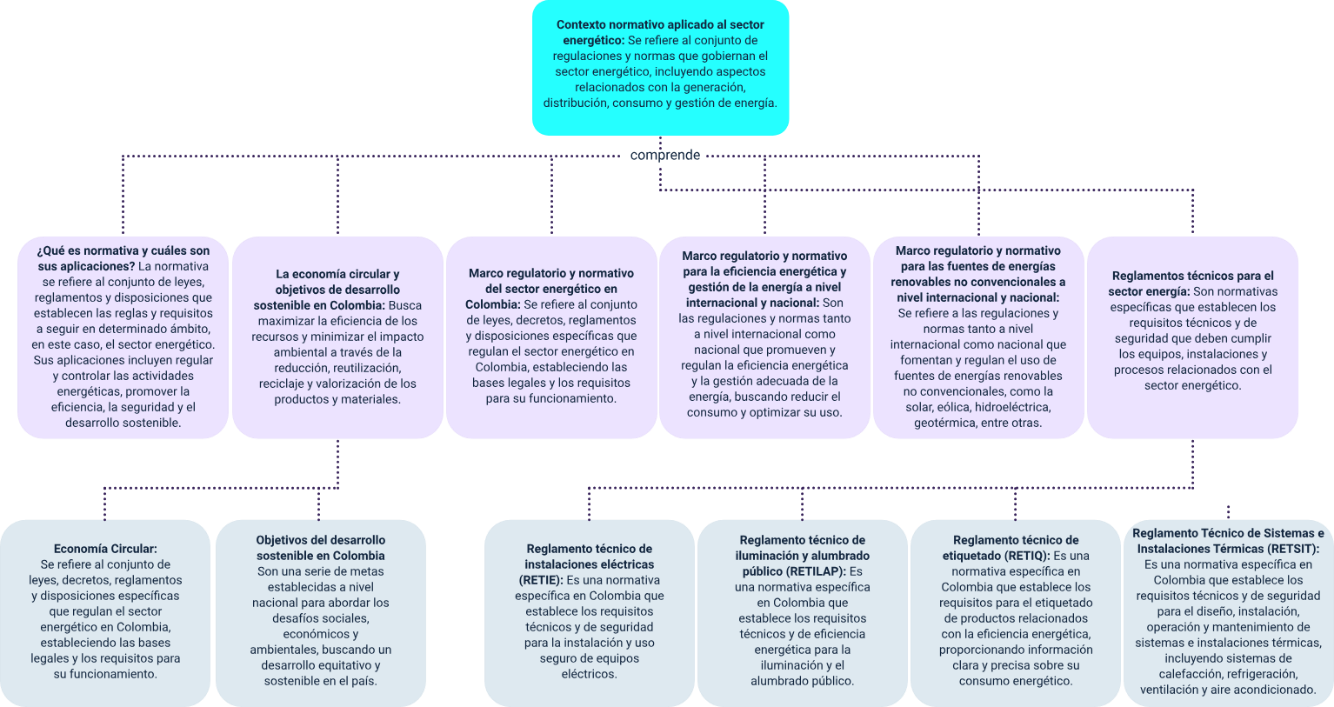 Contexto normativo aplicado al sector
energético: Se refiere al conjunto de
regulaciones y normas que gobiernan el
sector energético, incluyendo aspectos
relacionados con la generación,
distribución, consumo y gestión de energía.
comprende
¿Qué es normativa y cuáles son
sus aplicaciones? La normativa
se refiere al conjunto de leyes,
reglamentos y disposiciones que
establecen las reglas y requisitos
a seguir en determinado ámbito,
en este caso, el sector energético.
Sus aplicaciones incluyen regular
y controlar las actividades
energéticas, promover la
eficiencia, la seguridad y el
desarrollo sostenible.
La economía circular y
objetivos de desarrollo
sostenible en Colombia: Busca
maximizar la eficiencia de los
recursos y minimizar el impacto
ambiental a través de la
reducción, reutilización,
reciclaje y valorización de los
productos y materiales.
Marco regulatorio y normativo
del sector energético en
Colombia: Se refiere al conjunto
de leyes, decretos, reglamentos
y disposiciones específicas que
regulan el sector energético en
Colombia, estableciendo las
bases legales y los requisitos
para su funcionamiento.
Marco regulatorio y normativo
para la eficiencia energética y
gestión de la energía a nivel
internacional y nacional: Son
las regulaciones y normas tanto
a nivel internacional como
nacional que promueven y
regulan la eficiencia energética
y la gestión adecuada de la
energía, buscando reducir el
consumo y optimizar su uso.
Marco regulatorio y normativo
para las fuentes de energías
renovables no convencionales a
nivel internacional y nacional:
Se refiere a las regulaciones y
normas tanto a nivel
internacional como nacional que
fomentan y regulan el uso de
fuentes de energías renovables
no convencionales, como la
solar, eólica, hidroeléctrica,
geotérmica, entre otras.
Reglamentos técnicos para el
sector energía: Son normativas
específicas que establecen los
requisitos técnicos y de
seguridad que deben cumplir
los equipos, instalaciones y
procesos relacionados con el
sector energético.
Economía Circular:
Se refiere al conjunto de
leyes, decretos, reglamentos
y disposiciones específicas
que regulan el sector
energético en Colombia,
estableciendo las bases
legales y los requisitos para
su funcionamiento.
Objetivos del desarrollo
sostenible en Colombia
Son una serie de metas
establecidas a nivel
nacional para abordar los
desafíos sociales,
económicos y
ambientales, buscando un
desarrollo equitativo y
sostenible en el país.
Reglamento técnico de
instalaciones eléctricas
(RETIE): Es una normativa
específica en Colombia que
establece los requisitos
técnicos y de seguridad
para la instalación y uso
seguro de equipos
eléctricos.
Reglamento técnico de
iluminación y alumbrado
público (RETILAP): Es
una normativa específica
en Colombia que
establece los requisitos
técnicos y de eficiencia
energética para la
iluminación y el
alumbrado público.
Reglamento técnico de
etiquetado (RETIQ): Es una
normativa específica en
Colombia que establece los
requisitos para el etiquetado
de productos relacionados
con la eficiencia energética,
proporcionando información
clara y precisa sobre su
consumo energético.
Reglamento Técnico de Sistemas e
Instalaciones Térmicas (RETSIT):
Es una normativa específica en
Colombia que establece los
requisitos técnicos y de seguridad
para el diseño, instalación,
operación y mantenimiento de
sistemas e instalaciones térmicas,
incluyendo sistemas de
calefacción, refrigeración,
ventilación y aire acondicionado.